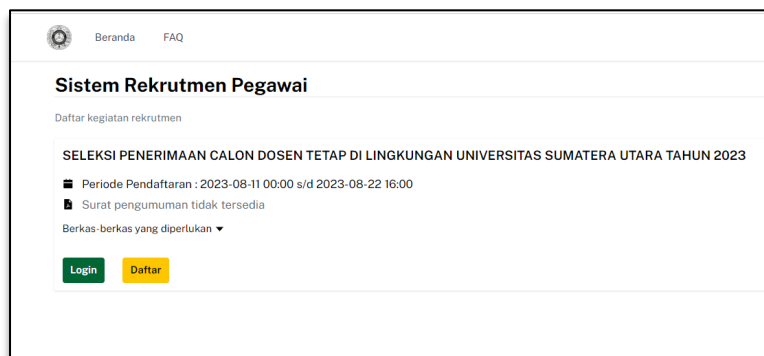 Beranda FAQ
Sistem Rekrutmen Pegawai
Daftar kegiatan rekrutmen
SELEKSI PENERIMAAN CALON DOSEN TETAP DI LINGKUNGAN UNIVERSITAS SUMATERA UTARA TAHUN 2023
Periode Pendaftaran : 2023-08-11 00:00 s/d 2023-08-22 16:00
Surat pengumuman tidak tersedia
Berkas-berkas yang diperlukan
Login Daftar